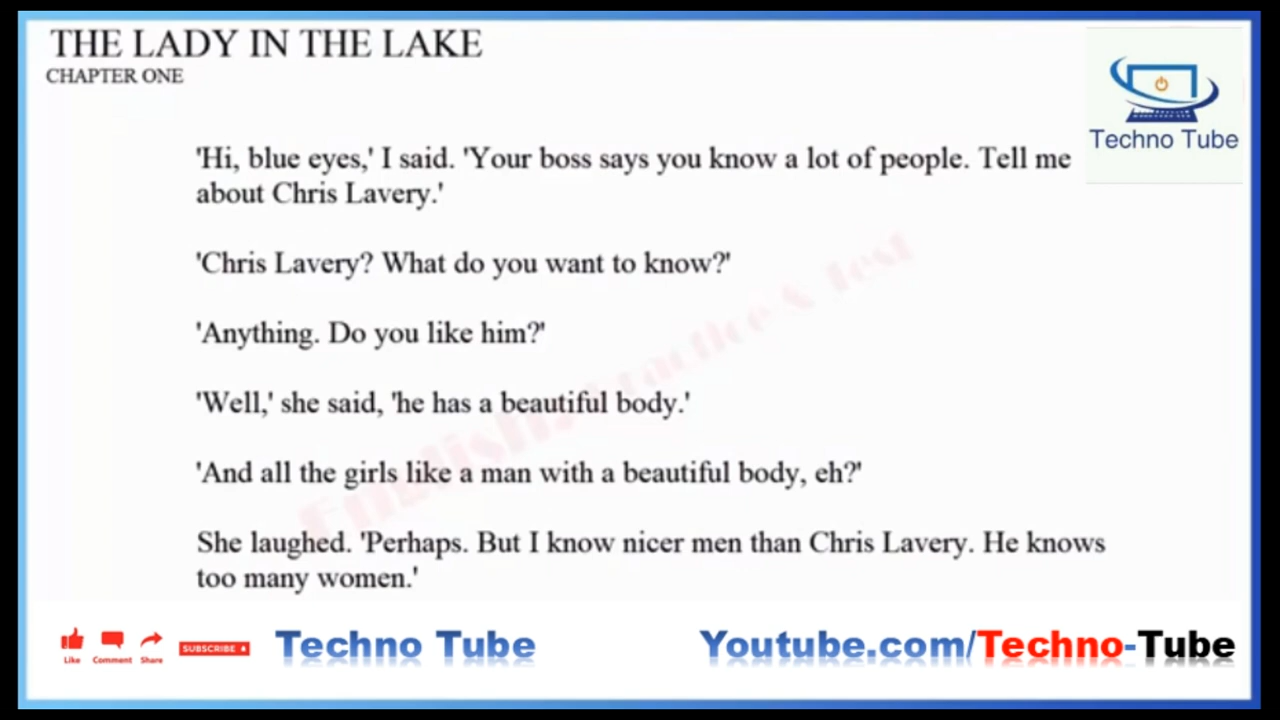 THE LADY IN THE LAKE
CHAPTER ONE
Techno Tube
'Hi, blue eyes,' I said. 'Your boss says you know a lot of people. Tell me
about Chris Lavery.'
'Chris Lavery? What do you want to know?'
'Anything. Do you like him?'
'Well,' she said, 'he has a beautiful body.'
'And all the girls like a man with a beautiful body, eh?'
She laughed. 'Perhaps. But I know nicer men than Chris Lavery. He knows
too many women.'
English Practice & Test
Like Comment Share SUBSCRIBE Techno Tube Youtube.com/Techno-Tube